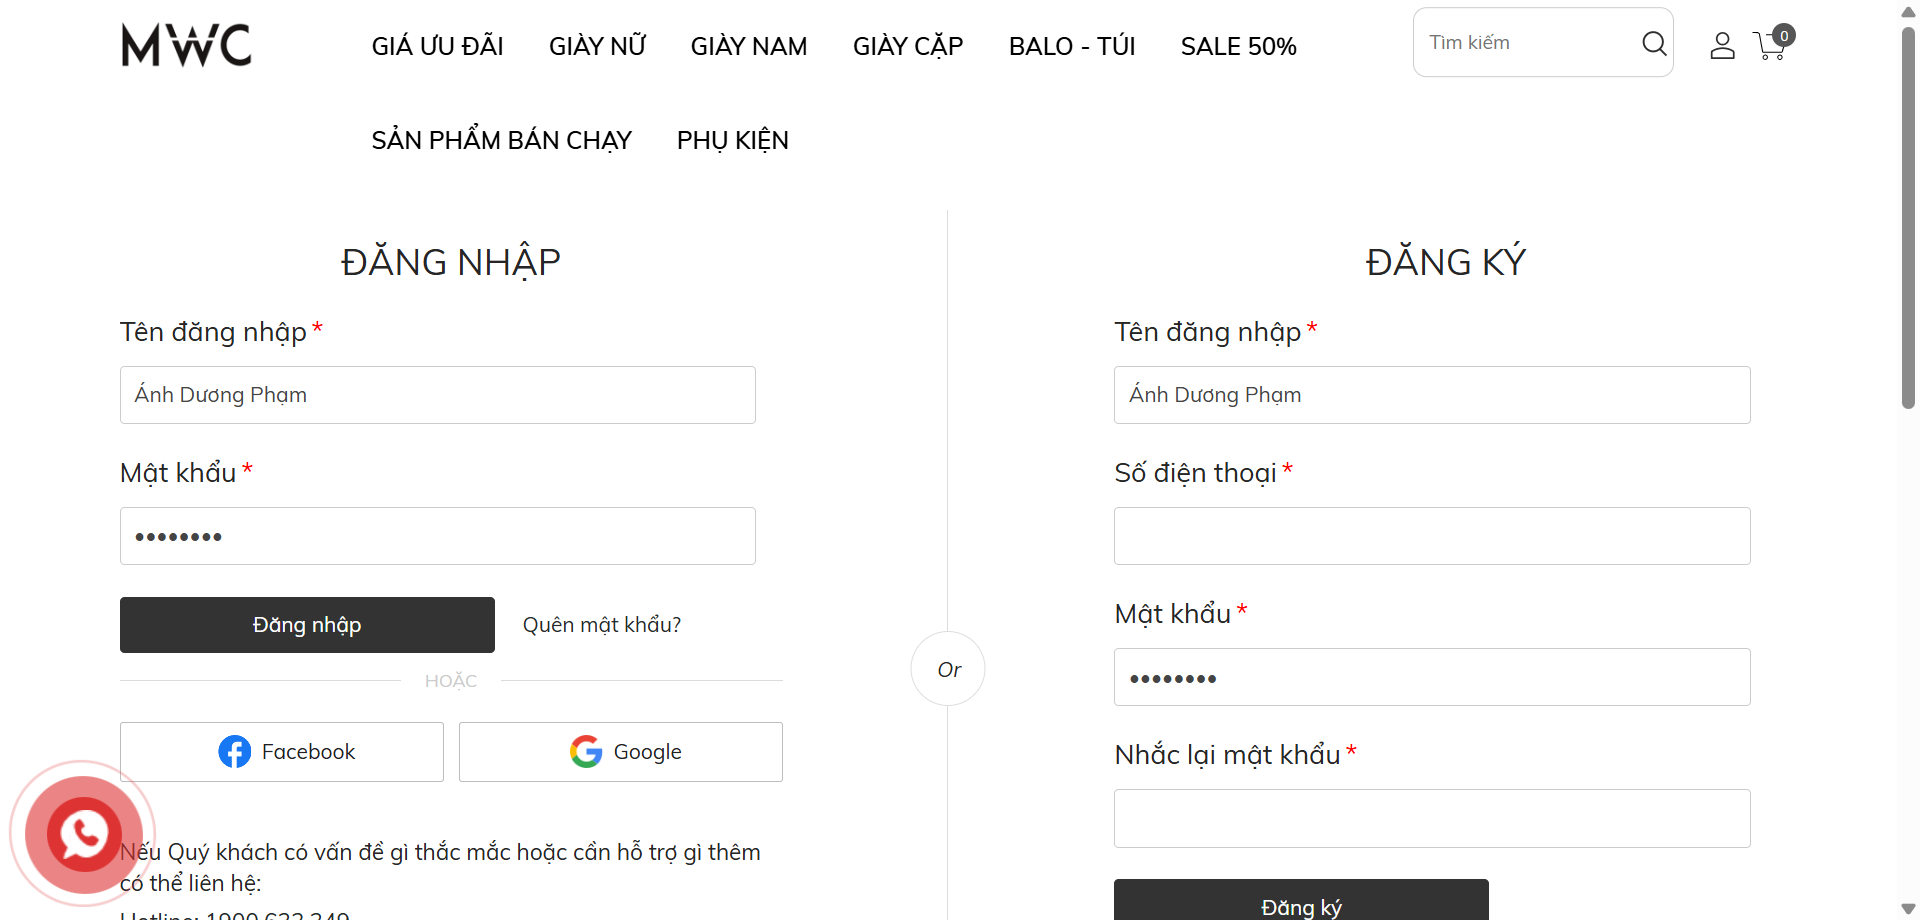 MWC
GIÁ ƯU ĐÃI GIÀY NỮ GIÀY NAM GIÀY CẶP BALO - TÚI SALE 50%
Tìm kiếm
0
SẢN PHẨM BÁN CHẠY PHỤ KIỆN
ĐĂNG NHẬP
Tên đăng nhập *
Ánh Dương Phạm
Mật khẩu *
••••••••
Đăng nhập
Quên mật khẩu?
HOẶC
Facebook
Google
Nếu Quý khách có vấn đề gì thắc mắc hoặc cần hỗ trợ gì thêm
có thể liên hệ:
Hotline: 1900.633.349
Or
ĐĂNG KÝ
Tên đăng nhập *
Ánh Dương Phạm
Số điện thoại *
Mật khẩu *
••••••••
Nhắc lại mật khẩu *
Đăng ký